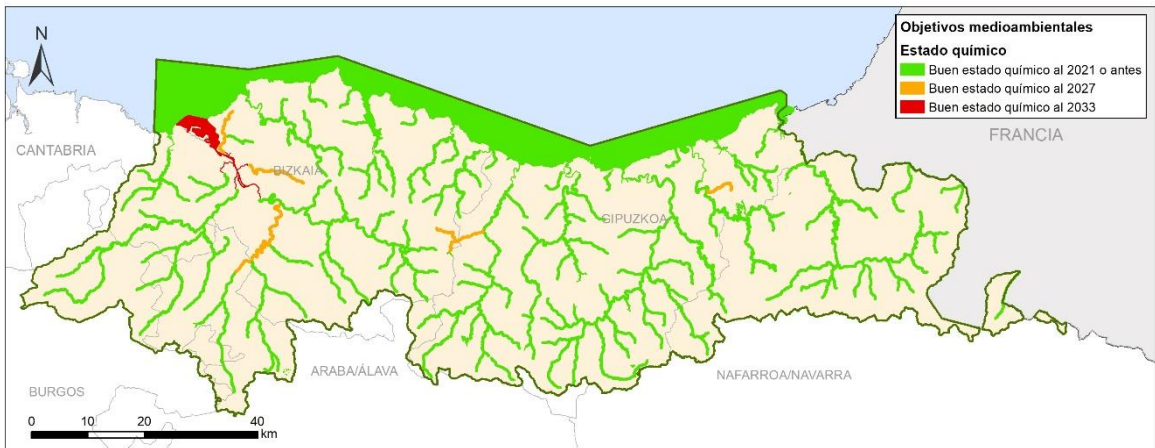 N
Objetivos medioambientales
Estado químico
Buen estado químico al 2021 o antes
Buen estado químico al 2027
Buen estado químico al 2033
FRANCIA
CANTABRIA
BIZKAIA
GIPUZKOA
ARABA/ÁLAVA
NAFARROA/NAVARRA
BURGOS
0 10 20 40
km